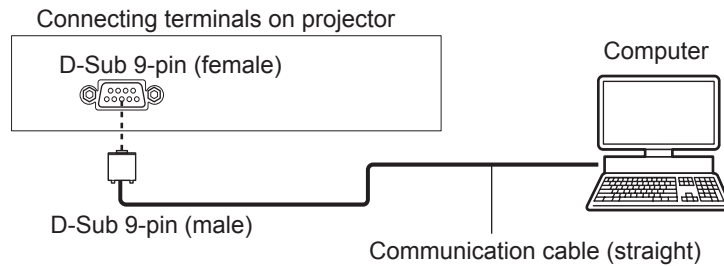 Connecting terminals on projector
D-Sub 9-pin (female)
Computer
D-Sub 9-pin (male)
Communication cable (straight)